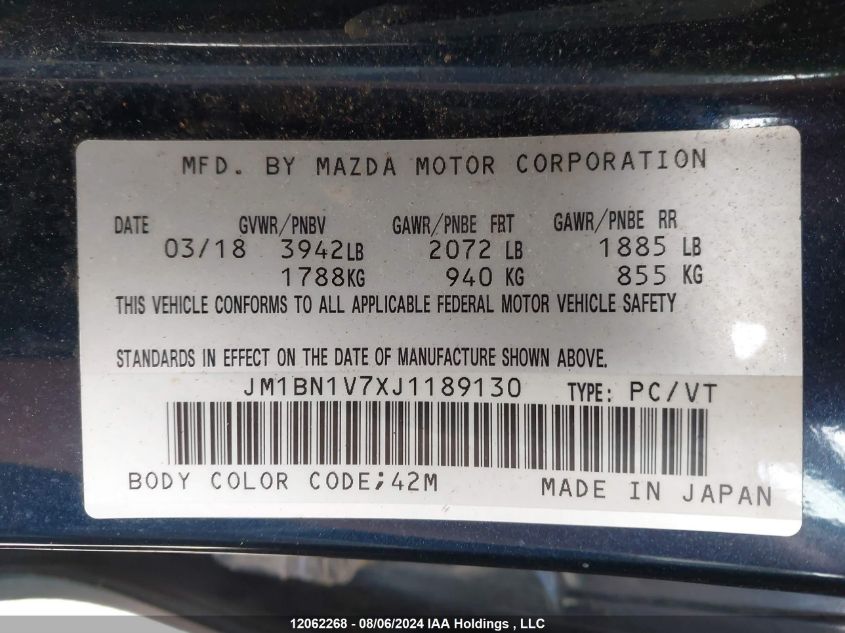 MFD. BY MAZDA MOTOR CORPORATION
DATE GVWR/PNBV GAWR/PNBE FRT GAWR/PNBE RR
03/18 3942LB 2072 LB 1885 LB
1788KG 940 KG 855 KG
THIS VEHICLE CONFORMS TO ALL APPLICABLE FEDERAL MOTOR VEHICLE SAFETY
STANDARDS IN EFFECT ON THE DATE OF MANUFACTURE SHOWN ABOVE.
JM1BN1V7XJ1189130 TYPE: PC/VT
BODY COLOR CODE;42M MADE IN JAPAN
12062268 - 08/06/2024 IAA Holdings , LLC